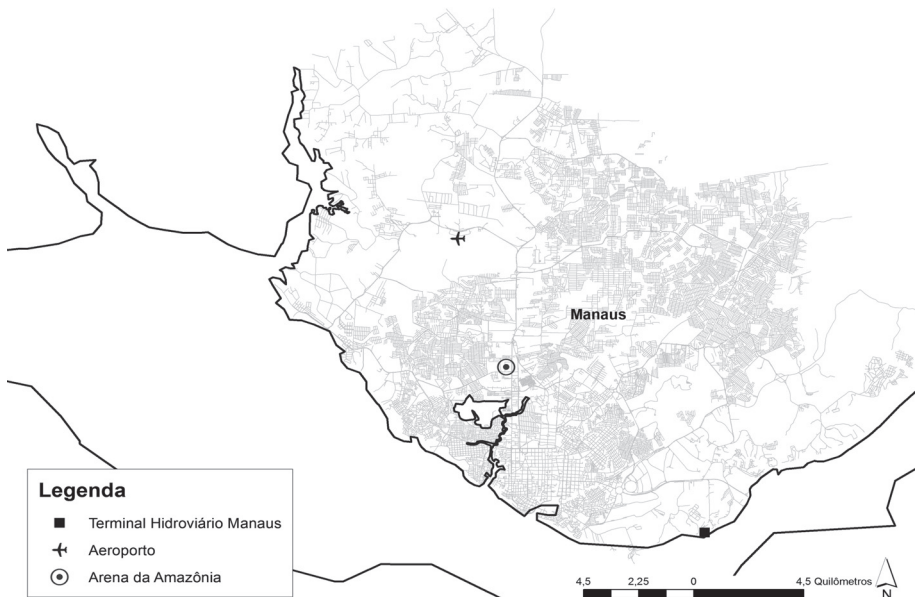 Manaus
Legenda
Terminal Hidroviário Manaus
Aeroporto
Arena da Amazônia
4,5 2,25 0 4,5 Quilômetros
N